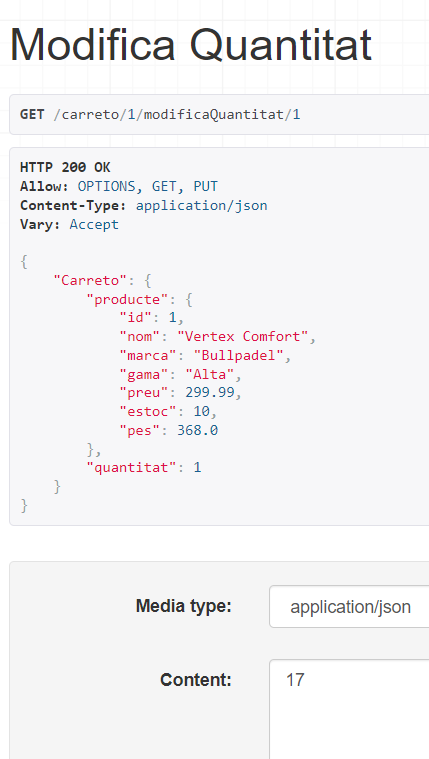 Modifica Quantitat
GET /carreto/1/modificaQuantitat/1
HTTP 200 OK
Allow: OPTIONS, GET, PUT
Content-Type: application/json
Vary: Accept
{
"Carreto": {
"producte": {
"id": 1,
"nom": "Vertex Comfort",
"marca": "Bullpadel",
"gama": "Alta",
"preu": 299.99,
"estoc": 10,
"pes": 368.0
},
"quantitat": 1
}
}
Media type: application/json
Content: 17